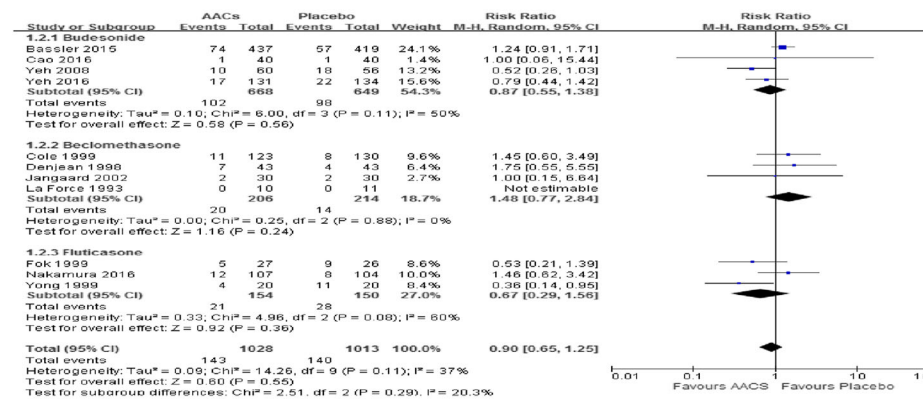 AACs Placebo Risk Ratio Risk Ratio
Study or Subgroup Events Total Events Total Weight M-H, Random, 95% CI M-H, Random, 95% CI
1.2.1 Budesonide
Bassler 2015 74 437 57 419 24.1% 1.24 [0.91, 1.71]
Cao 2016 1 40 1 40 1.4% 1.00 [0.06, 15.44]
Yeh 2008 10 60 18 56 13.2% 0.52 [0.26, 1.03]
Yeh 2016 17 131 22 134 15.5% 0.79 [0.44, 1.42]
Subtotal (95% CI) 668 649 54.3% 0.87 [0.55, 1.38]
Total events 102 98
Heterogeneity: Tau² = 0.10; Chi² = 6.00, df = 3 (P = 0.11); I² = 50%
Test for overall effect: Z = 0.58 (P = 0.56)
1.2.2 Beclomethasone
Cole 1999 11 123 8 130 9.6% 1.45 [0.60, 3.49]
Denjean 1998 7 43 4 43 6.4% 1.75 [0.55, 5.55]
Jangaard 2002 2 30 2 30 2.7% 1.00 [0.15, 6.64]
La Force 1993 0 10 0 11 Not estimable
Subtotal (95% CI) 206 214 18.7% 1.48 [0.77, 2.84]
Total events 20 14
Heterogeneity: Tau² = 0.00; Chi² = 0.25, df = 2 (P = 0.88); I² = 0%
Test for overall effect: Z = 1.16 (P = 0.24)
1.2.3 Fluticasone
Fok 1999 5 27 9 26 8.6% 0.53 [0.21, 1.39]
Nakamura 2016 12 107 8 104 10.0% 1.46 [0.62, 3.42]
Yong 1999 4 20 11 20 8.4% 0.36 [0.14, 0.95]
Subtotal (95% CI) 154 150 27.0% 0.67 [0.29, 1.56]
Total events 21 28
Heterogeneity: Tau² = 0.33; Chi² = 4.96, df = 2 (P = 0.08); I² = 60%
Test for overall effect: Z = 0.92 (P = 0.36)
Total (95% CI) 1028 1013 100.0% 0.90 [0.65, 1.25]
Total events 143 140
Heterogeneity: Tau² = 0.09; Chi² = 14.26, df = 9 (P = 0.11); I² = 37%
Test for overall effect: Z = 0.60 (P = 0.55)
Test for subgroup differences: Chi² = 2.51, df = 2 (P = 0.29), I² = 20.3%
0.01 0.1 1 10 100
Favours AACS Favours Placebo